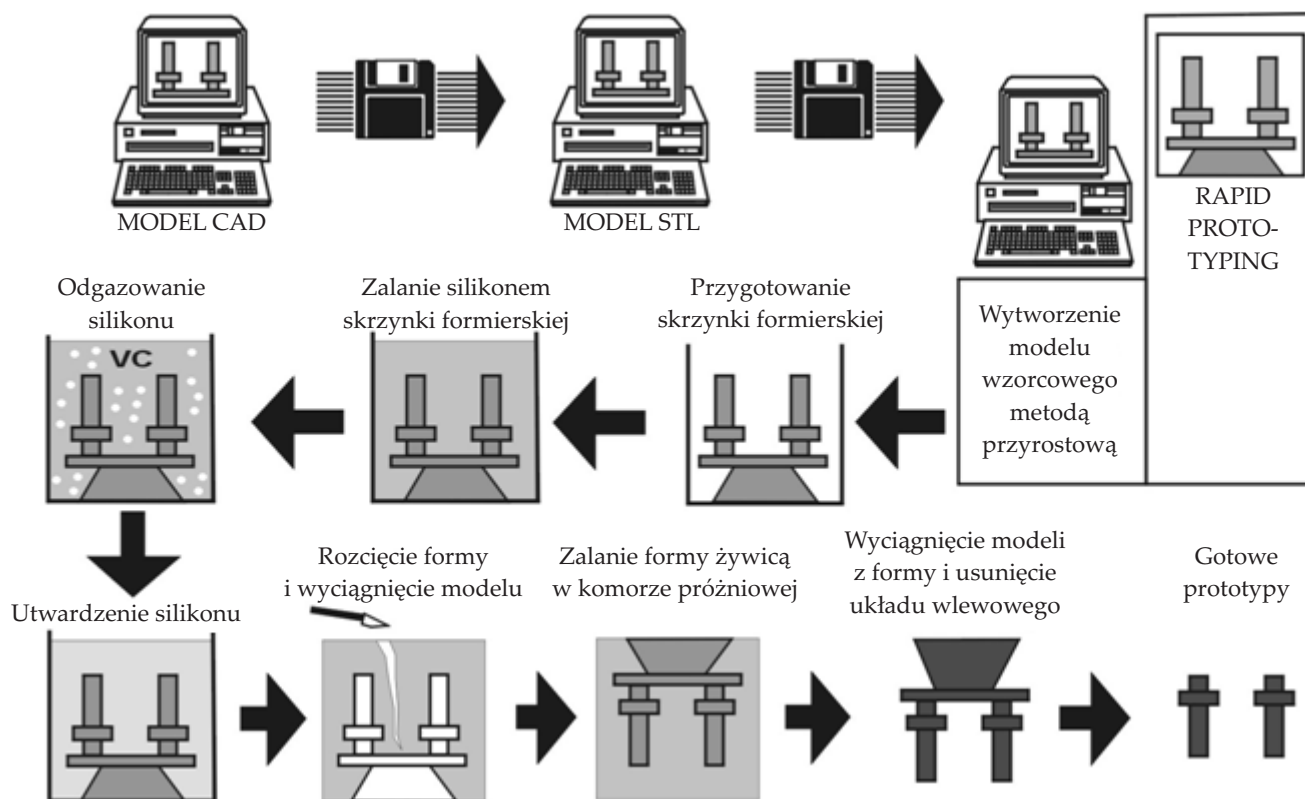 MODEL CAD
MODEL STL
RAPID
PROTO-
TYPING
Wytworzenie
modelu
wzorcowego
metodą
przyrostową
Przygotowanie
skrzynki formierskiej
Zalanie silikonem
skrzynki formierskiej
Odgazowanie
silikonu
VC
Utwardzenie silikonu
Rozcięcie formy
i wyciągnięcie modelu
Zalanie formy żywicą
w komorze próżniowej
Wyciągnięcie modeli
z formy i usunięcie
układu wlewowego
Gotowe
prototypy